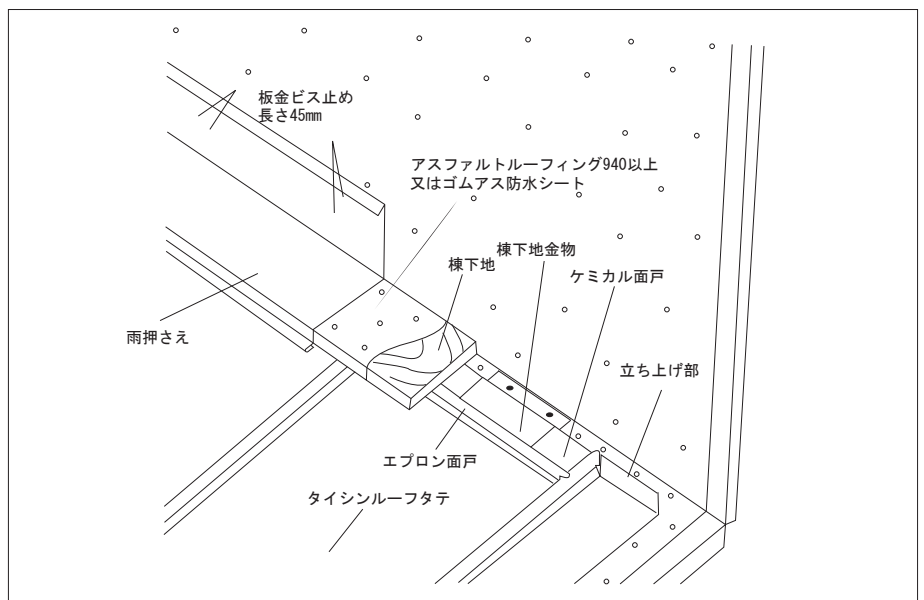 板金ビス止め
長さ45mm
アスファルトルーフィング940以上
又はゴムアス防水シート
棟下地金物
棟下地
ケミカル面戸
雨押さえ
立ち上げ部
エプロン面戸
タイシンルーフタテ